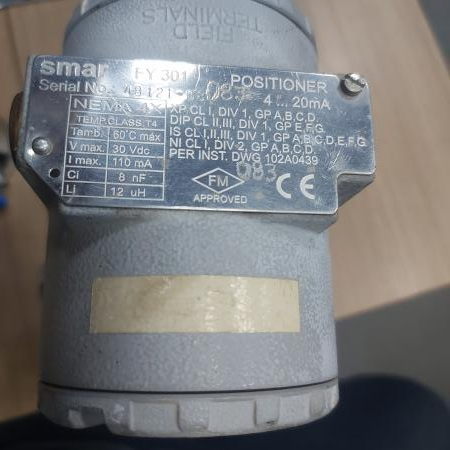 FIELD
TERMINALS
smar FY 301 POSITIONER
Serial No. 4 ... 20mA
NEMA 4X XP CL I, DIV 1, GP A,B,C,D.
TEMP.CLASS:T4 DIP CL II,III, DIV 1, GP E,F,G
Tamb. 60°C máx IS CL I,II,III, DIV 1, GP A,B,C,D,E,F,G
V max. 30 Vdc NI CL I, DIV 2, GP A,B,C,D.
I max. 110 mA PER INST. DWG 102A0439
Ci 8 nF FM 083 CE
Li 12 uH APPROVED